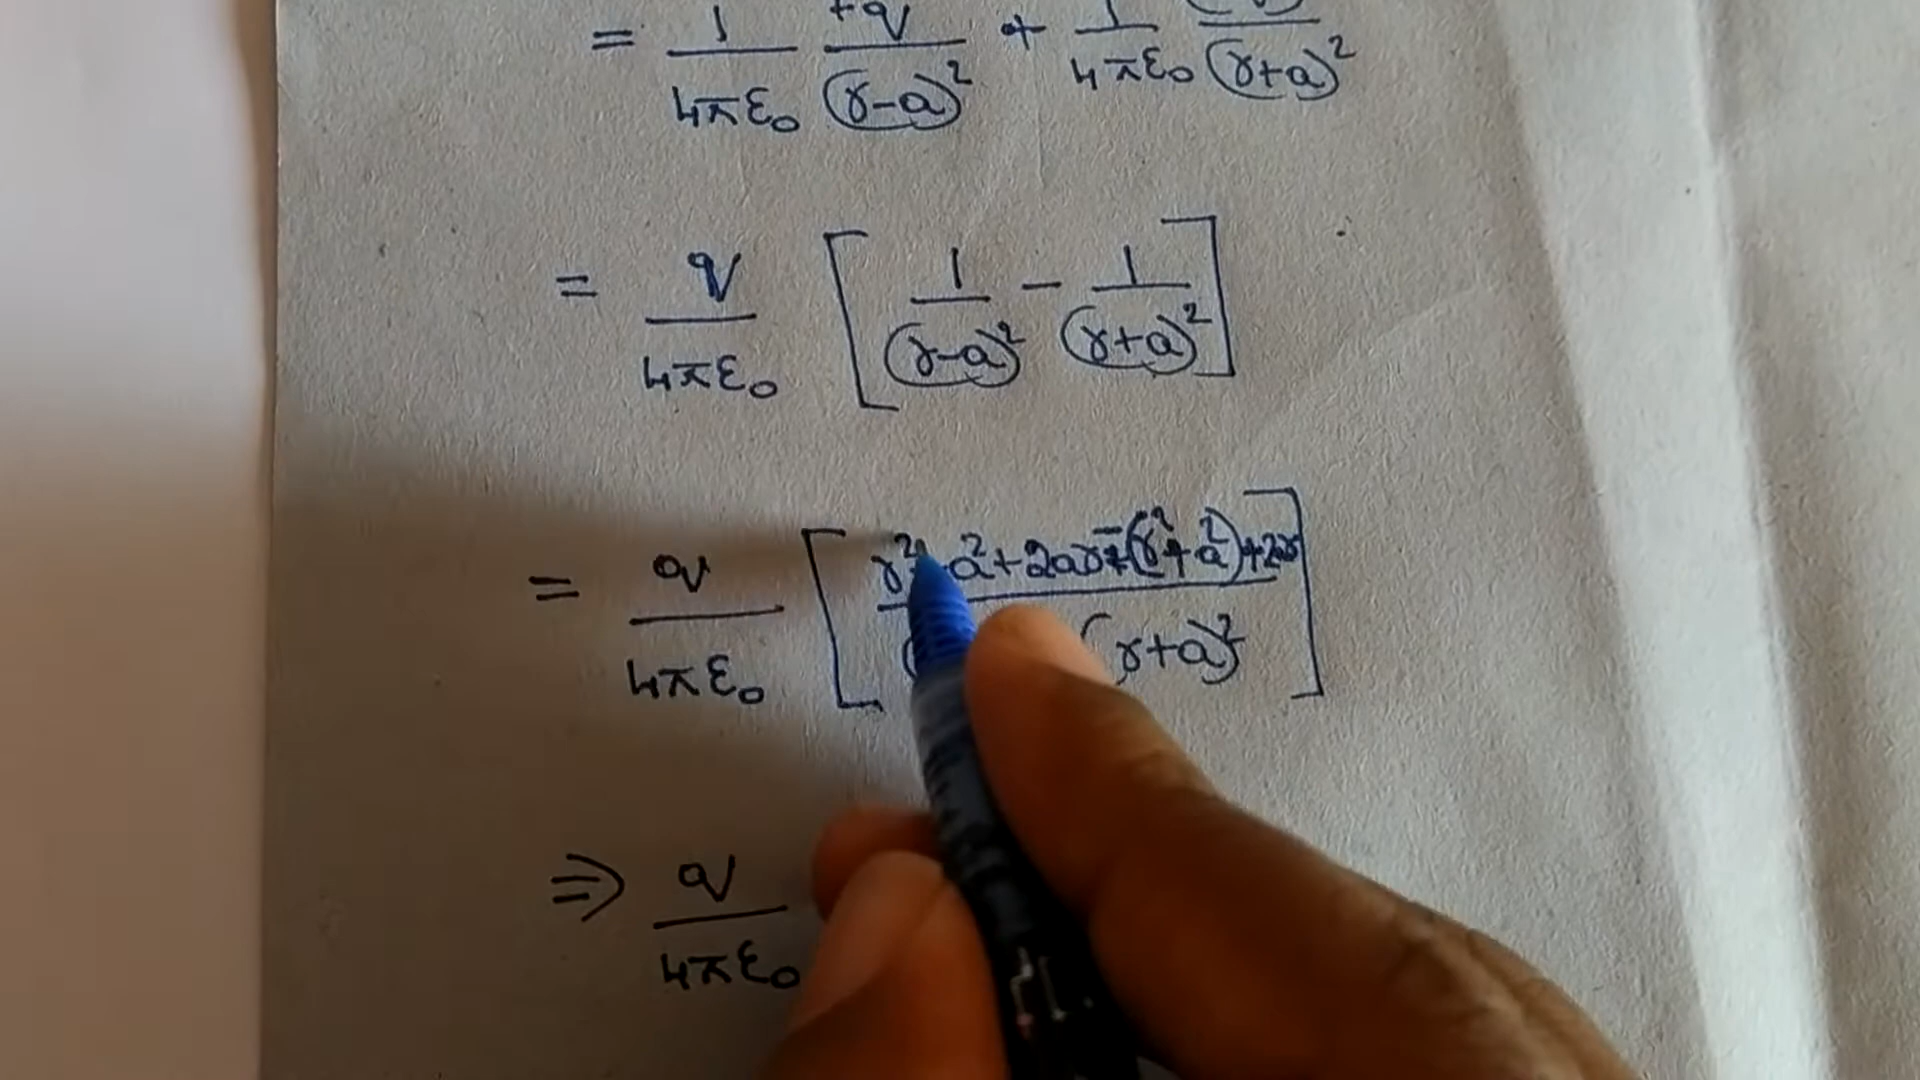 = 1/4πε₀ +q/(r-a)² + 1/4πε₀ /(r+a)²
= q/4πε₀ [1/(r-a)² - 1/(r+a)²]
= q/4πε₀ [r² a² + 2ar -(r² + a²) + 2ar / (r+a)²]
⇒ q/4πε₀